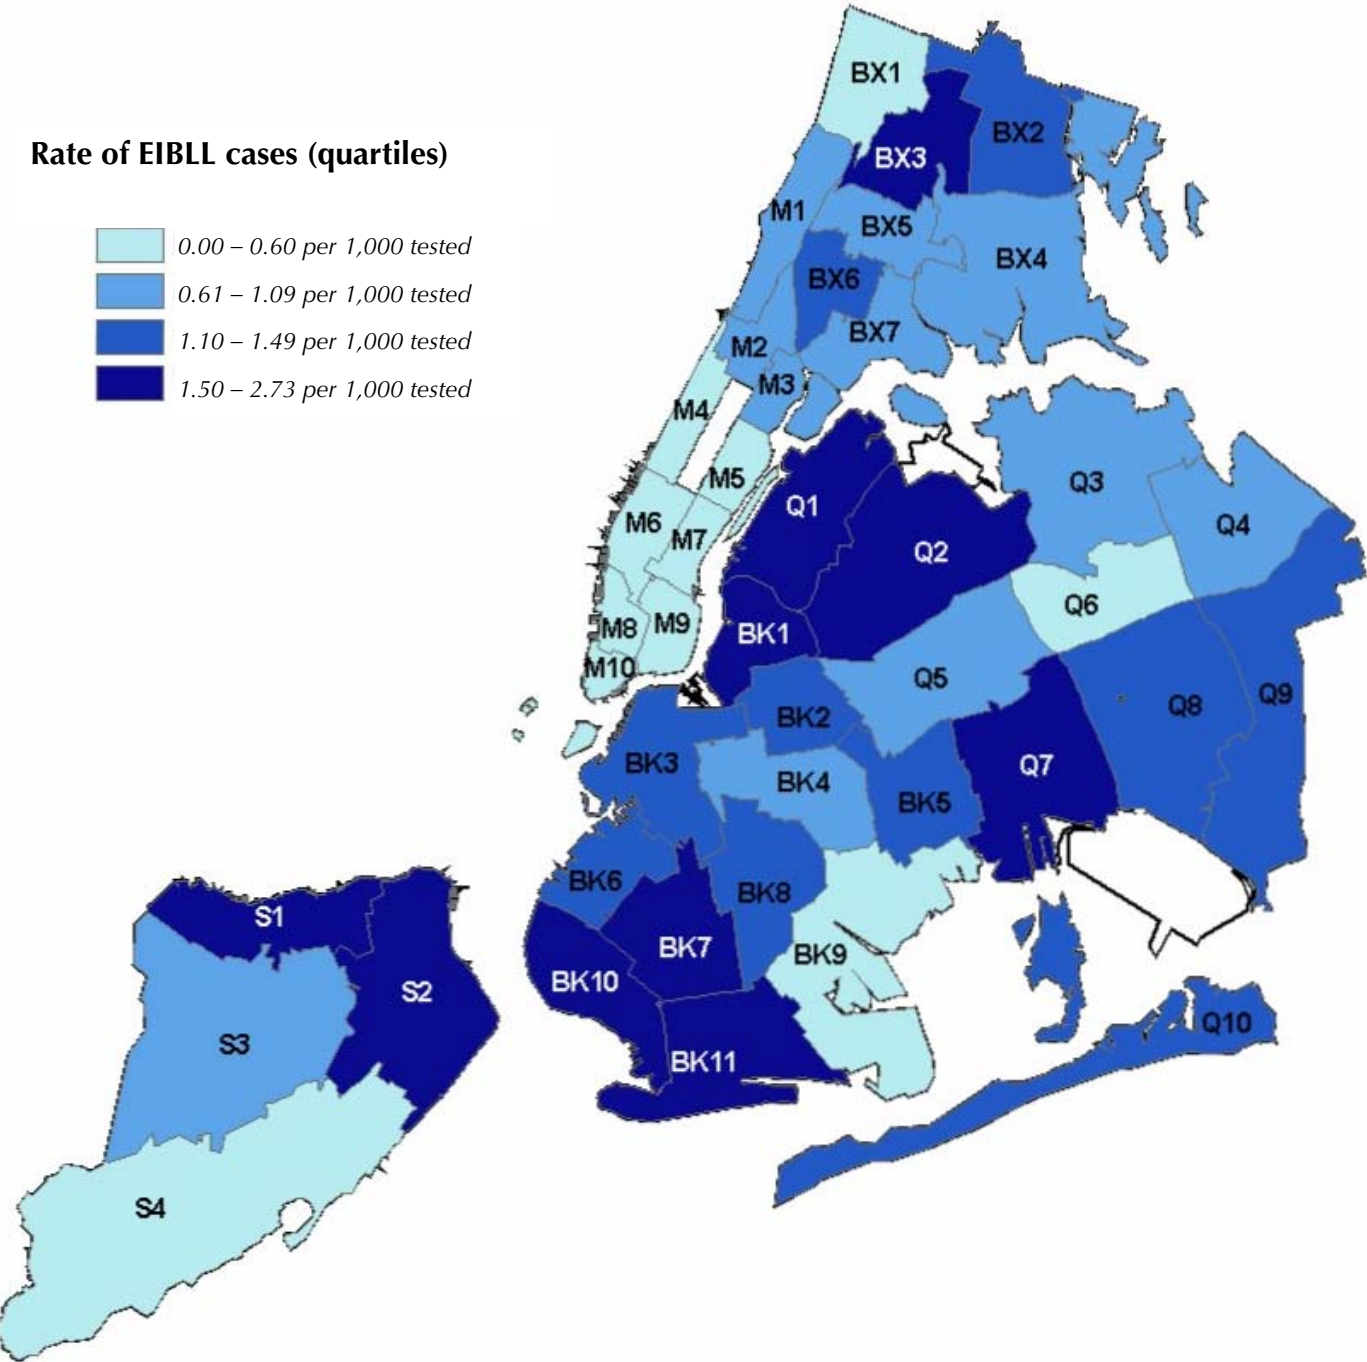 Rate of EIBLL cases (quartiles)
0.00 – 0.60 per 1,000 tested
0.61 – 1.09 per 1,000 tested
1.10 – 1.49 per 1,000 tested
1.50 – 2.73 per 1,000 tested
BX1
BX2
BX3
M1
BX5
BX4
BX6
BX7
M2
M3
M4
M5
Q3
Q1
M6
Q4
M7
Q2
Q6
M9
M8
BK1
M10
Q5
Q9
Q8
BK2
BK3
Q7
BK4
BK5
BK6
BK8
S1
BK7
BK9
BK10
S2
Q10
S3
BK11
S4